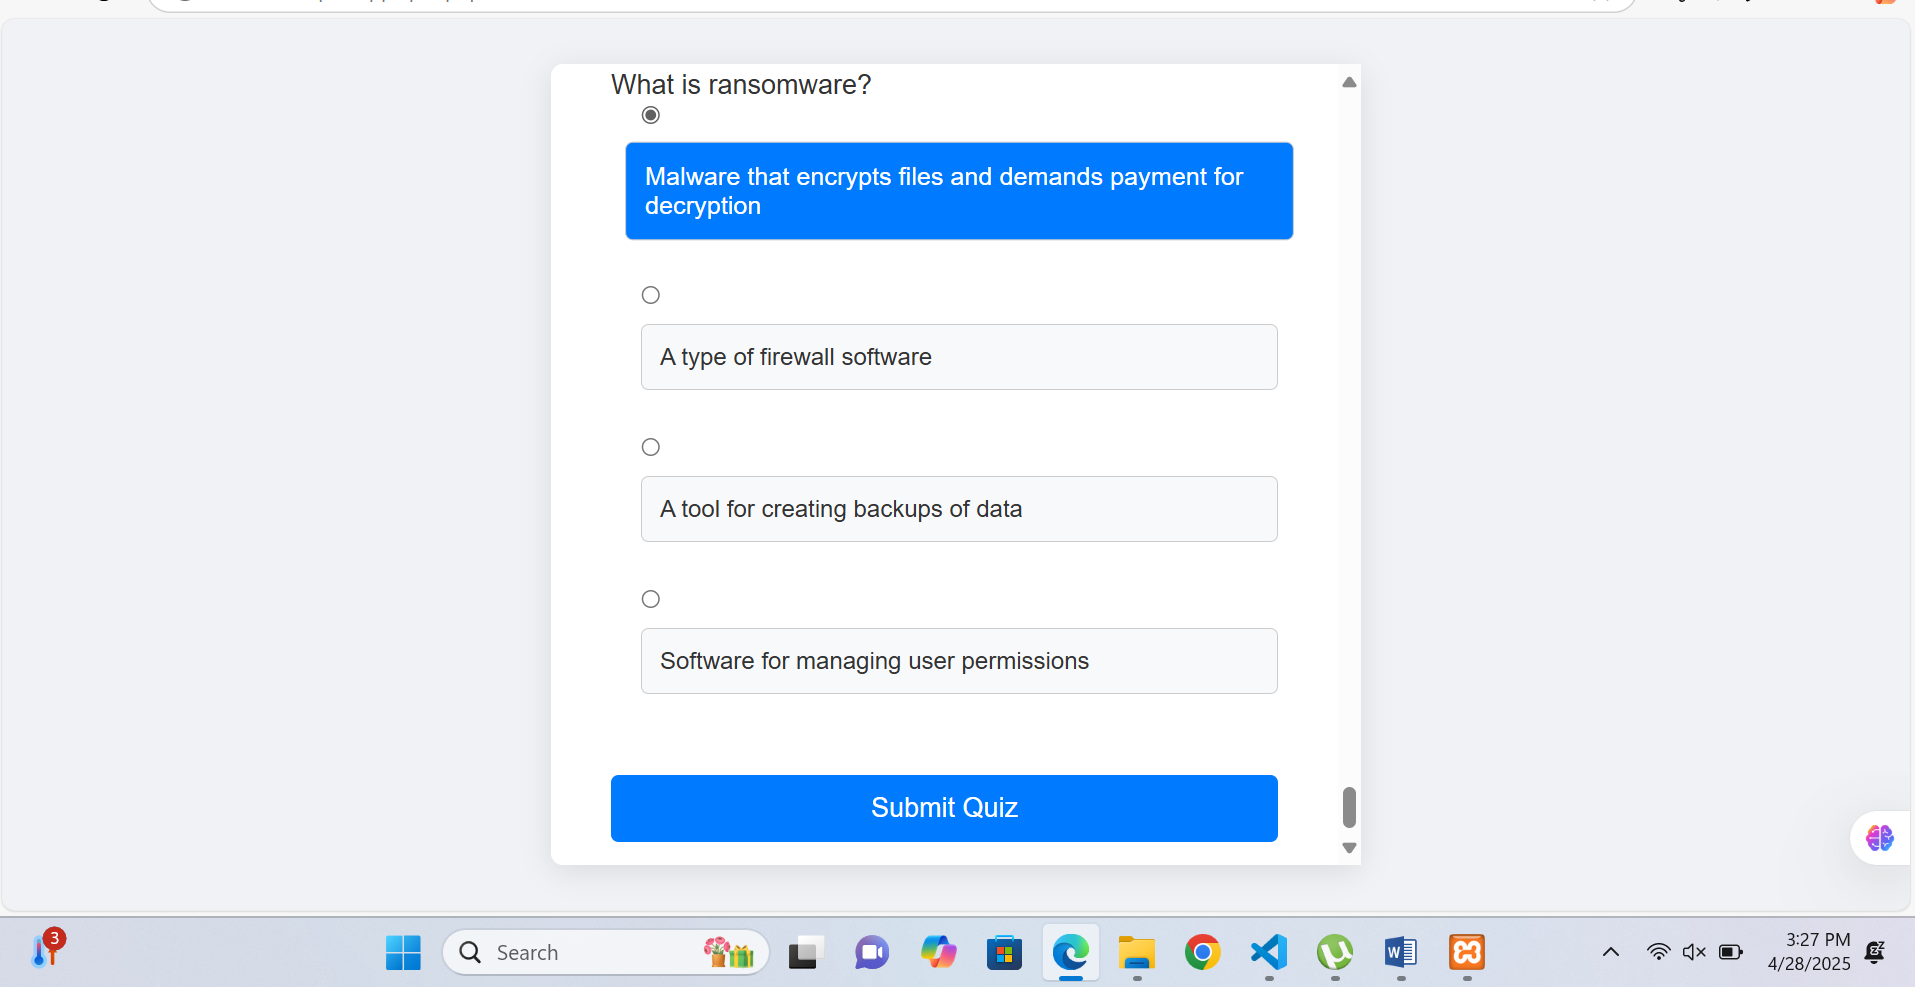 What is ransomware?
Malware that encrypts files and demands payment for
decryption
A type of firewall software
A tool for creating backups of data
Software for managing user permissions
Submit Quiz
3
Search
W
3:27 PM
4/28/2025